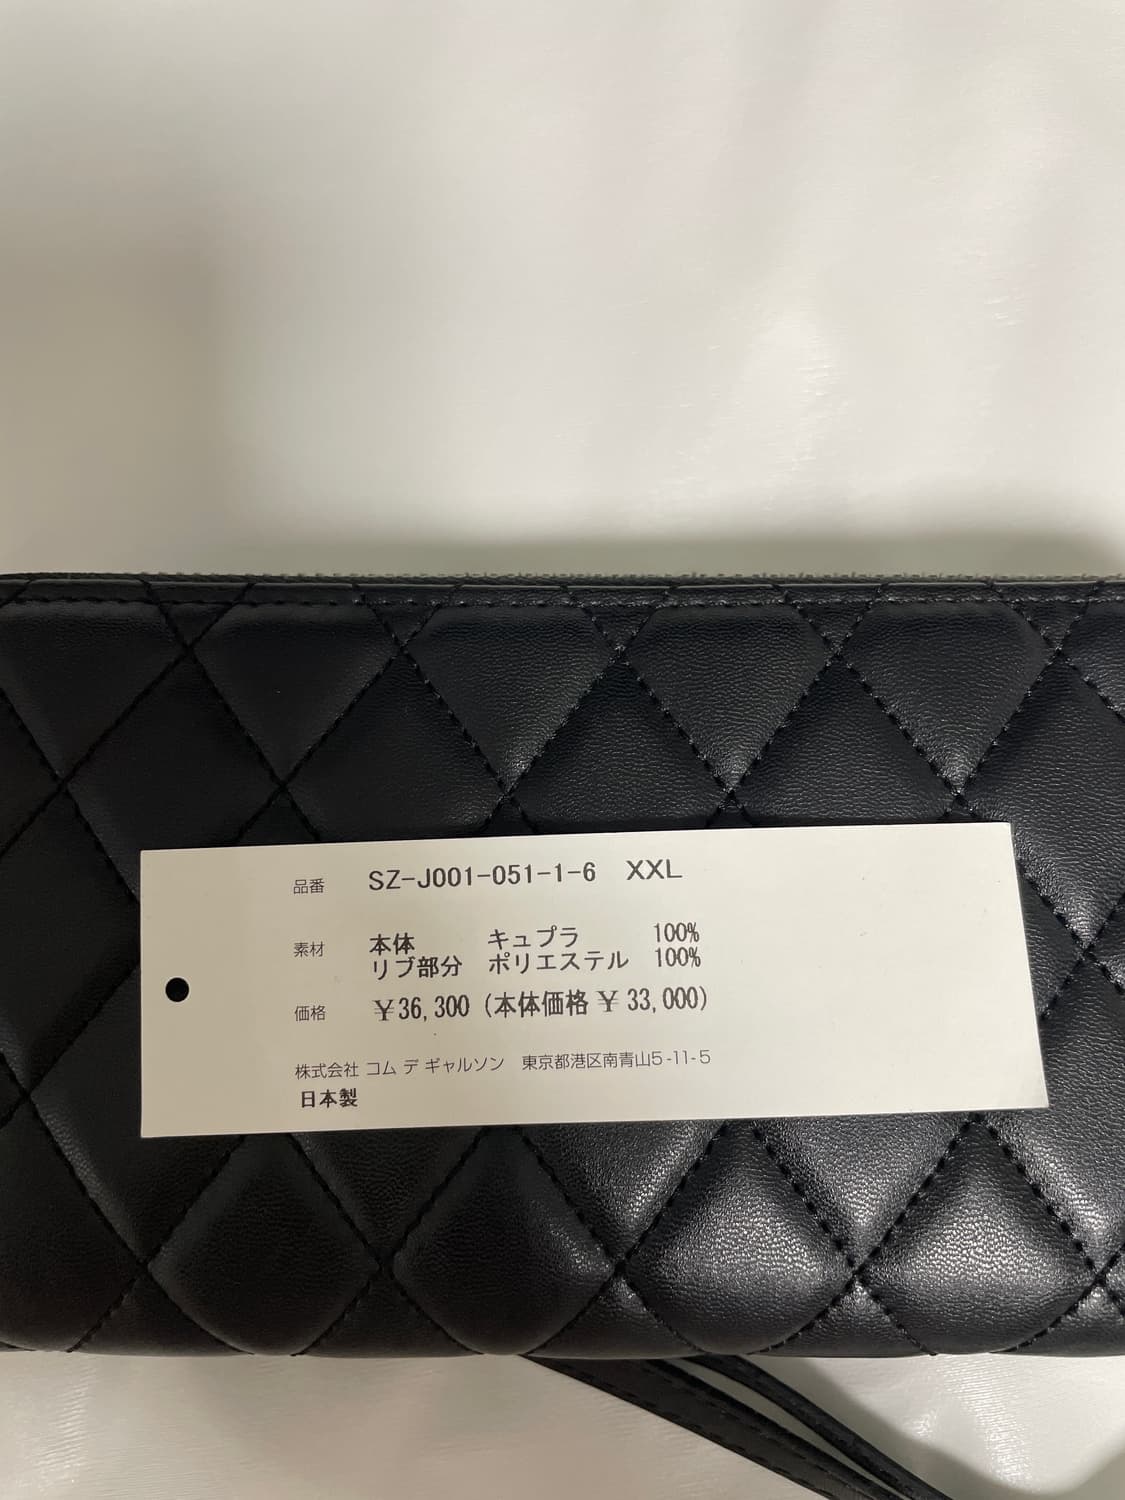 品番 SZ-J001-051-1-6 XXL
素材 本体 キュプラ 100%
リブ部分 ポリエステル 100%
価格 ￥36,300 (本体価格 ￥ 33,000)
株式会社 コム デ ギャルソン 東京都港区南青山5-11-5
日本製